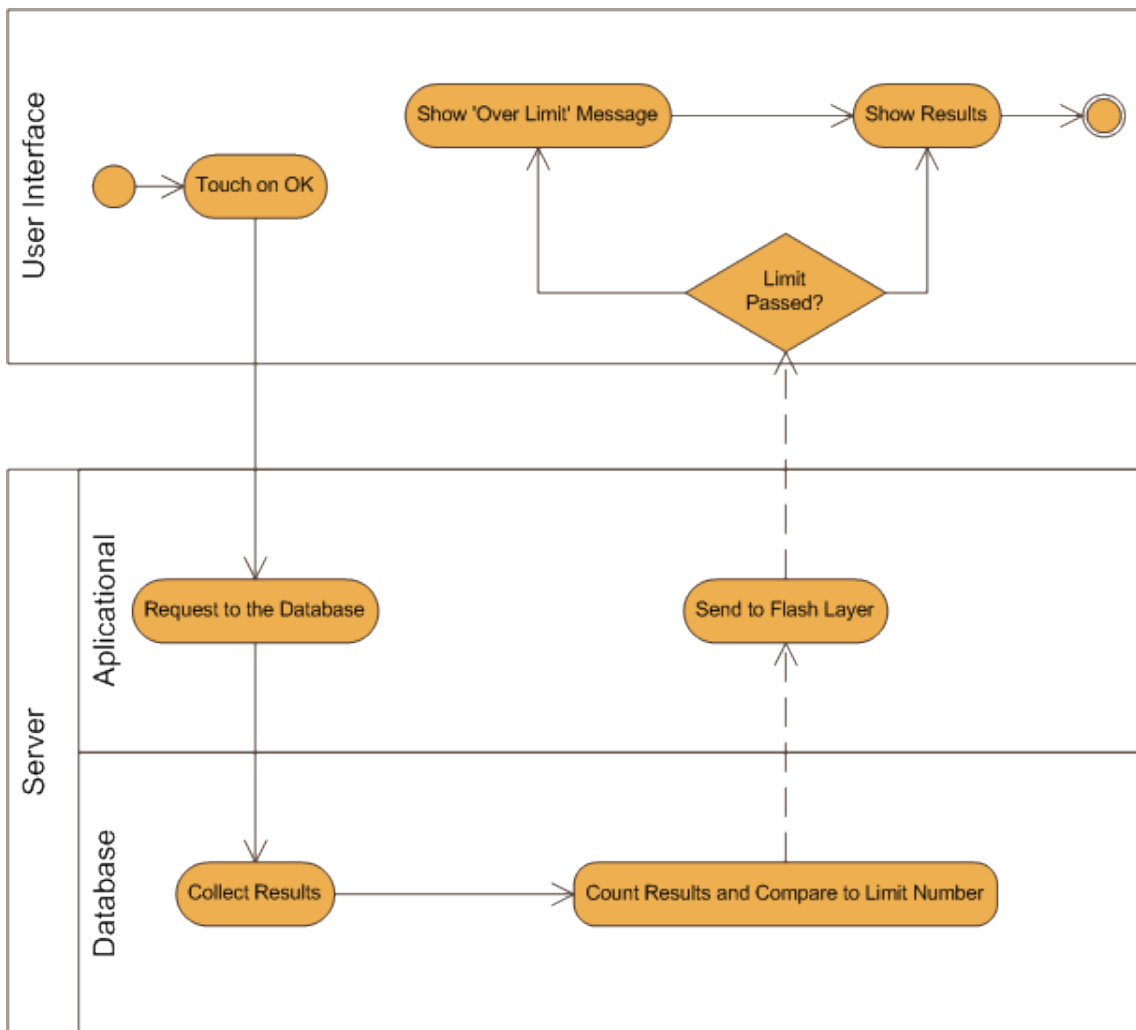 User Interface
Show 'Over Limit' Message
Show Results
Touch on OK
Limit
Passed?
Server
Aplicational
Request to the Database
Send to Flash Layer
Database
Collect Results
Count Results and Compare to Limit Number